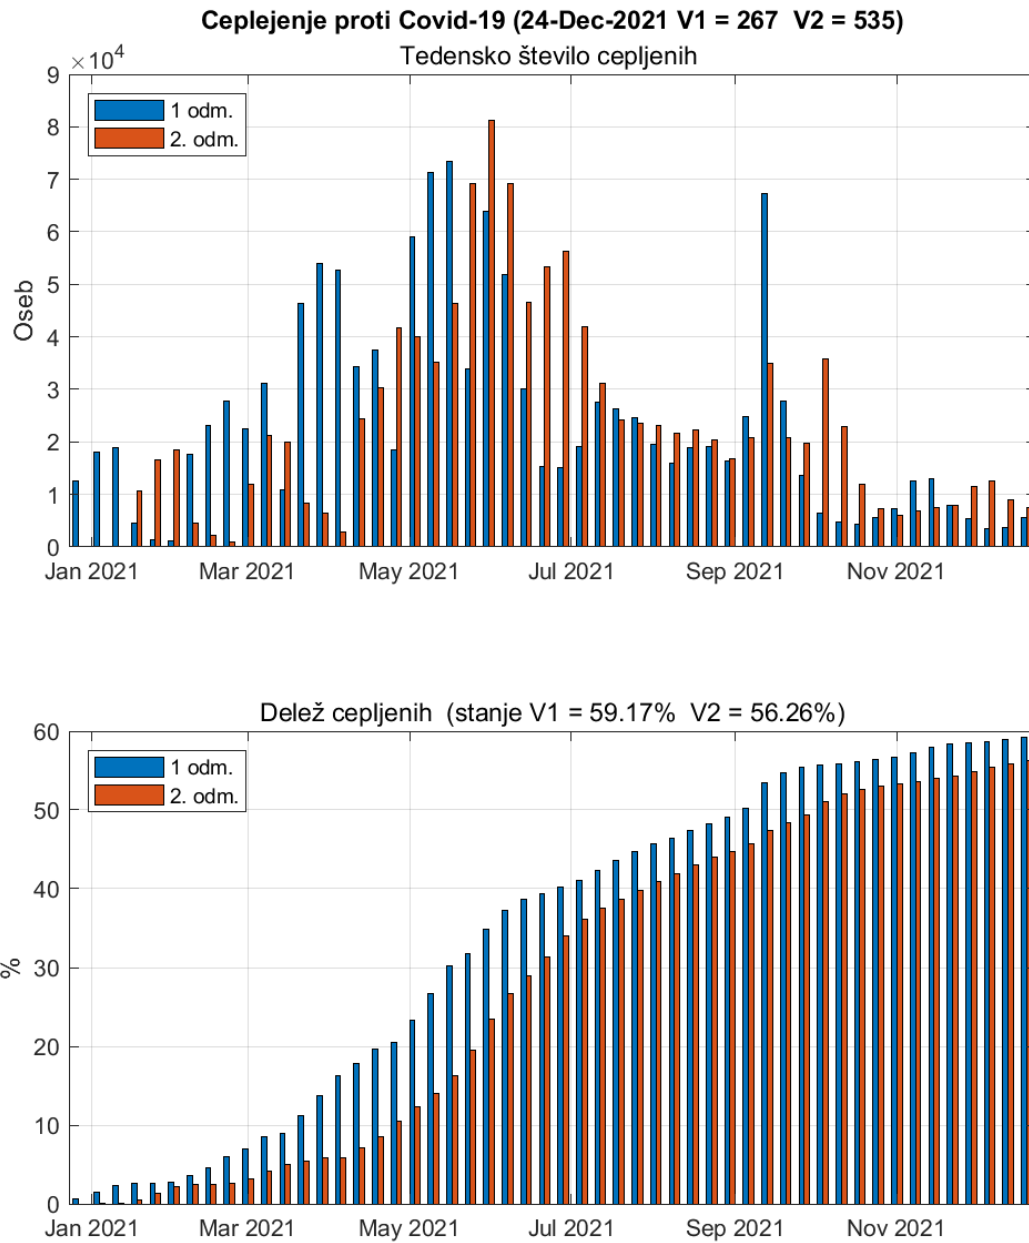 Ceplejenje proti Covid-19 (24-Dec-2021 V1 = 267  V2 = 535)
Tedensko število cepljenih
×10⁴
9
8
7
6
5
4
3
2
1
0
Oseb
1 odm.
2. odm.
Jan 2021 Mar 2021 May 2021 Jul 2021 Sep 2021 Nov 2021
Delež cepljenih  (stanje V1 = 59.17%  V2 = 56.26%)
60
50
40
30
20
10
0
%
1 odm.
2. odm.
Jan 2021 Mar 2021 May 2021 Jul 2021 Sep 2021 Nov 2021